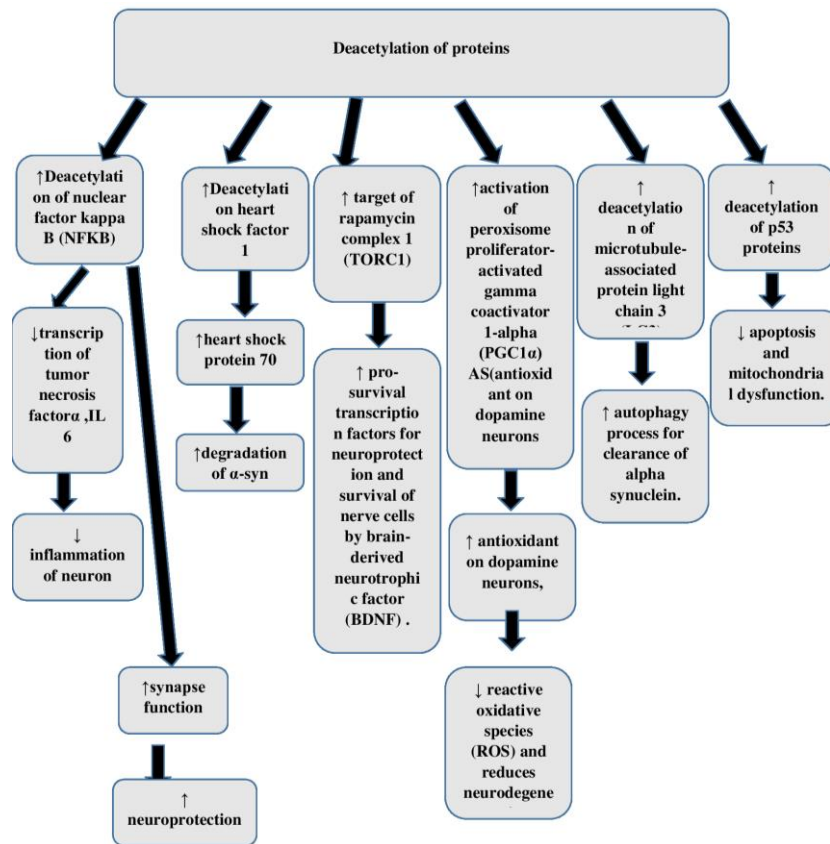 Deacetylation of proteins
↑Deacetylati
on of nuclear
factor kappa
B (NFKB)
↓transcrip
tion of
tumor
necrosis
factorα ,IL
6
↓
inflammation
of neuron
↑synapse
function
↑
neuroprotection
↑Deacetylati
on heart
shock factor
1
↑heart shock
protein 70
↑degradation
of α-syn
↑ target of
rapamycin
complex 1
(TORC1)
↑ pro-
survival
transcriptio
n factors for
neuroprotect
ion and
survival of
nerve cells
by brain-
derived
neurotrophi
c factor
(BDNF) .
↑activation
of
peroxisome
proliferator-
activated
gamma
coactivator
1-alpha
(PGC1α)
AS(antioxid
ant on
dopamine
neurons
↑ antioxidant
on dopamine
neurons,
↓ reactive
oxidative
species
(ROS) and
reduces
neurodegene
↑
deacetylatio
n of
microtubule-
associated
protein light
chain 3
↑ autophagy
process for
clearance of
alpha
synuclein.
↑
deacetylation
of p53
proteins
↓ apoptosis
and
mitochondria
l dysfunction.